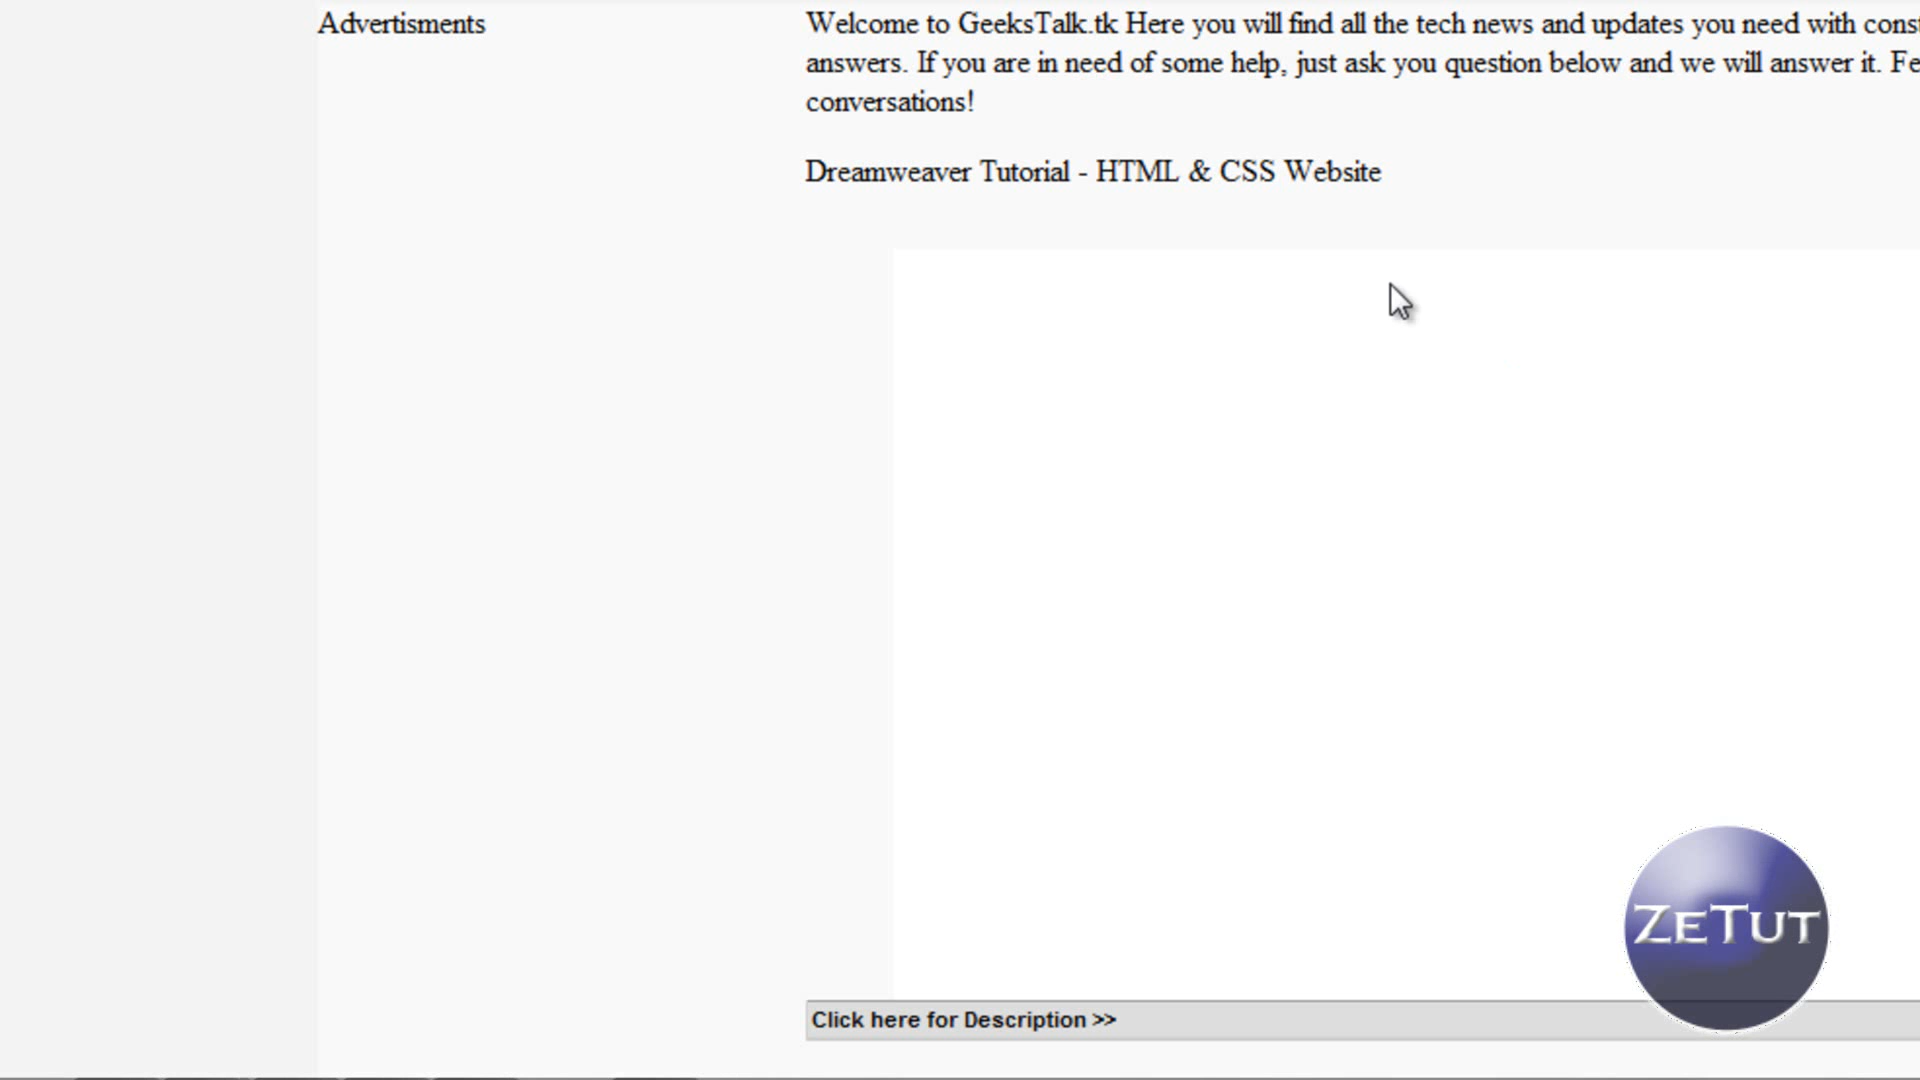 Advertisments
Welcome to GeeksTalk.tk Here you will find all the tech news and updates you need with
answers. If you are in need of some help, just ask you question below and we will answer it.
conversations!
Dreamweaver Tutorial - HTML & CSS Website
ZeTut
Click here for Description >>